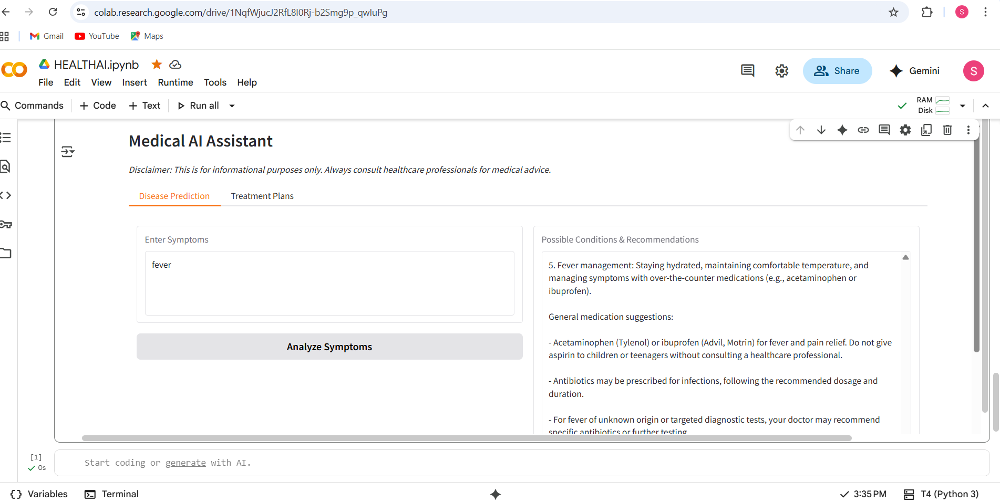 colab.research.google.com/drive/1NqfWjucJ2RfL8I0Rj-b2Smg9p_qwIuPg
S
Gmail
YouTube
Maps
HEALTHAI.ipynb
File Edit View Insert Runtime Tools Help
Share
Gemini
S
Commands
+ Code
+ Text
Run all
RAM
Disk
Medical AI Assistant
Disclaimer: This is for informational purposes only. Always consult healthcare professionals for medical advice.
Disease Prediction
Treatment Plans
Enter Symptoms
fever
Analyze Symptoms
Possible Conditions & Recommendations
5. Fever management: Staying hydrated, maintaining comfortable temperature, and
managing symptoms with over-the-counter medications (e.g., acetaminophen or
ibuprofen).
General medication suggestions:
- Acetaminophen (Tylenol) or ibuprofen (Advil, Motrin) for fever and pain relief. Do not give
aspirin to children or teenagers without consulting a healthcare professional.
- Antibiotics may be prescribed for infections, following the recommended dosage and
duration.
- For fever of unknown origin or targeted diagnostic tests, your doctor may recommend
specific antibiotics or further testing
[1]
0s
Start coding or generate with AI.
Variables
Terminal
3:35 PM
T4 (Python 3)